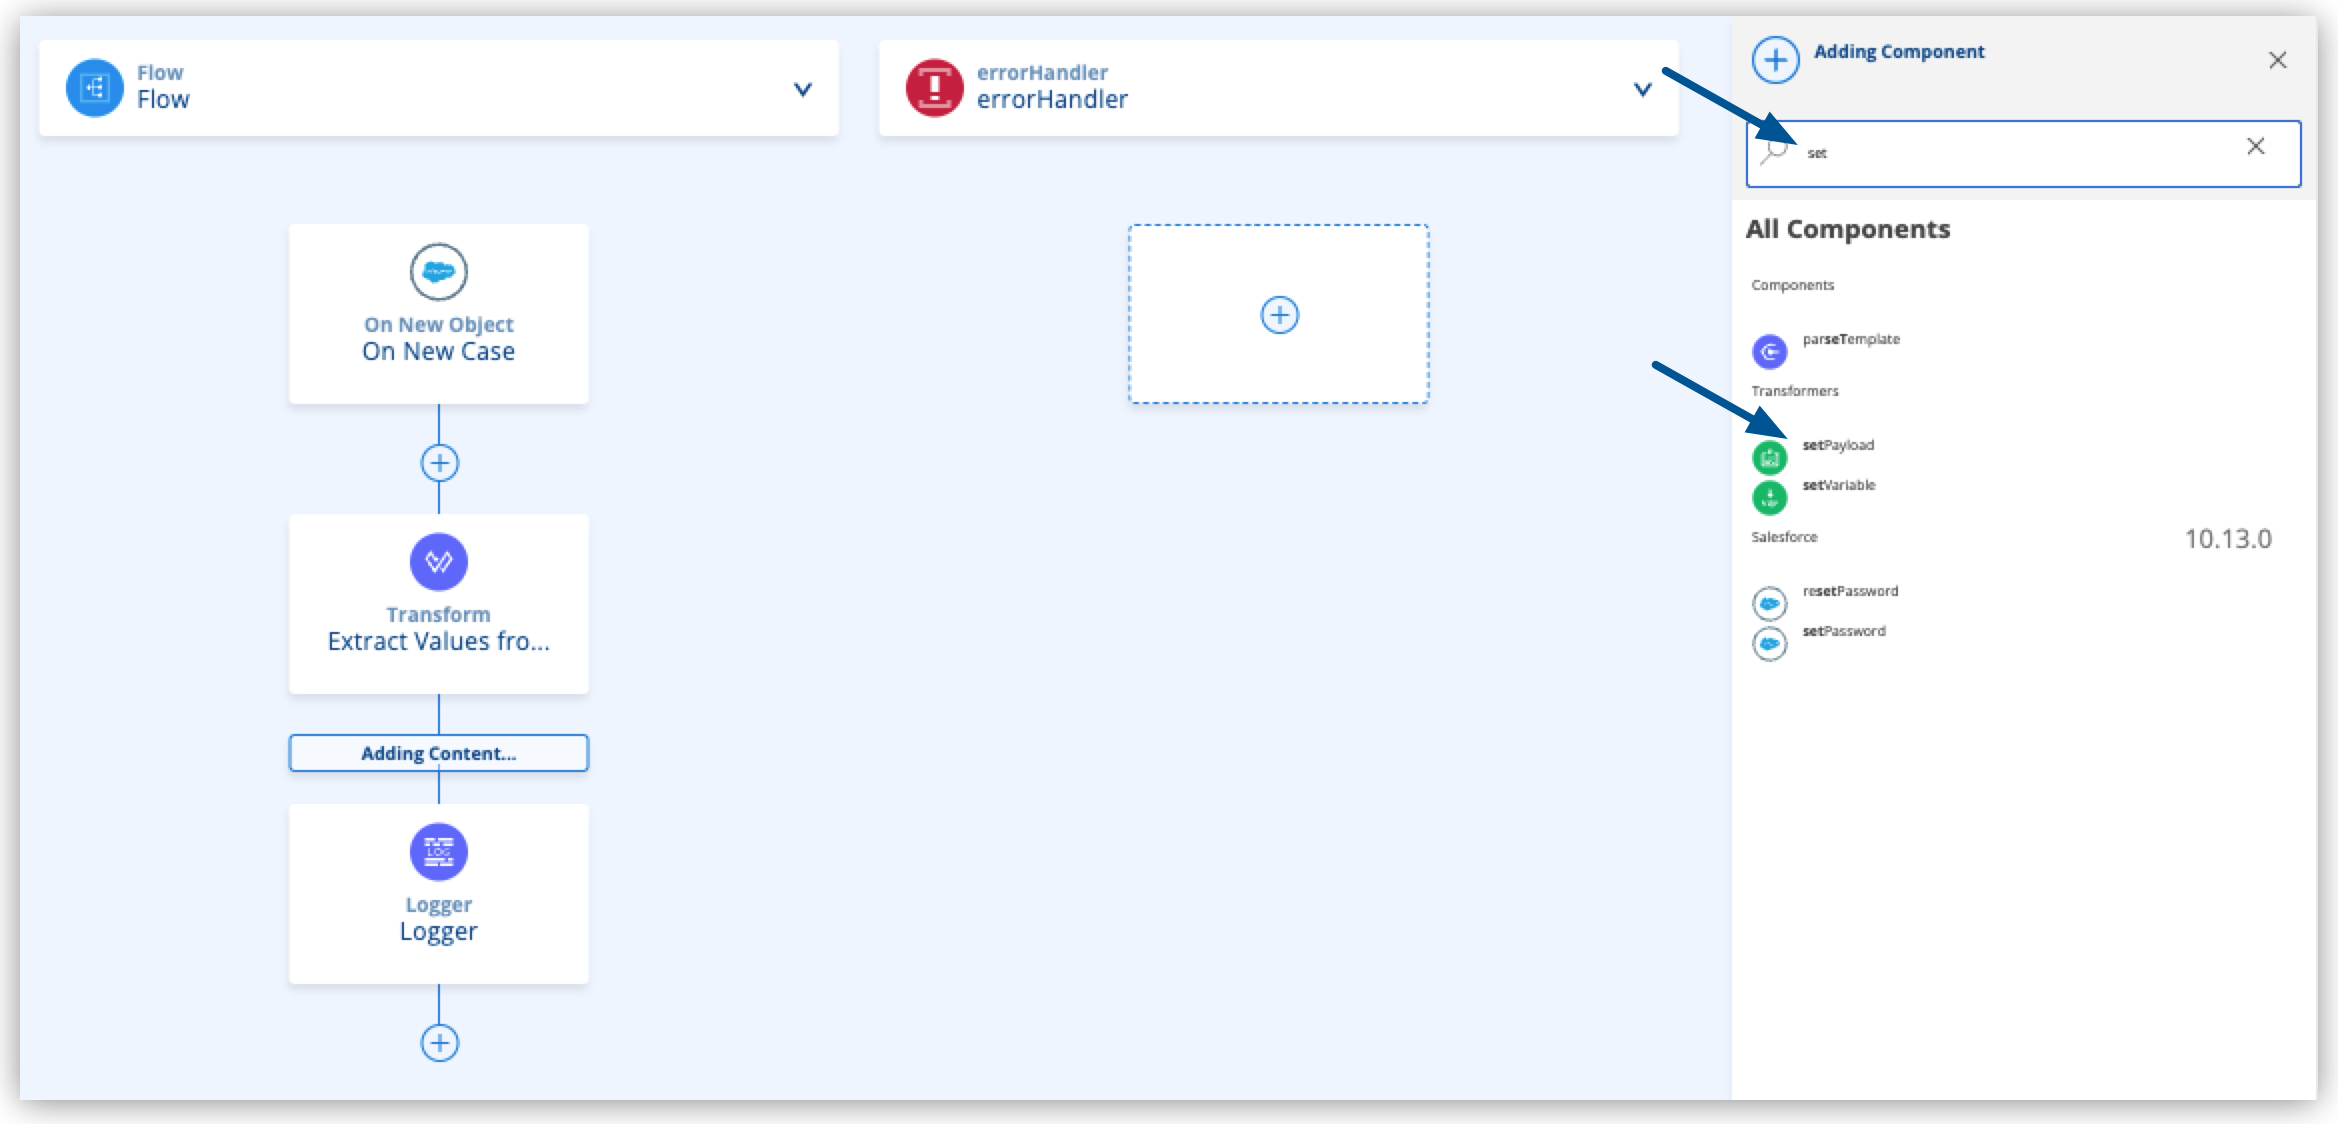 Flow
Flow
errorHandler
errorHandler
On New Object
On New Case
Transform
Extract Values fro...
Adding Content...
LOG
Logger
Logger
Adding Component
set
All Components
Components
parseTemplate
Transformers
setPayload
setVariable
Salesforce 10.13.0
resetPassword
setPassword